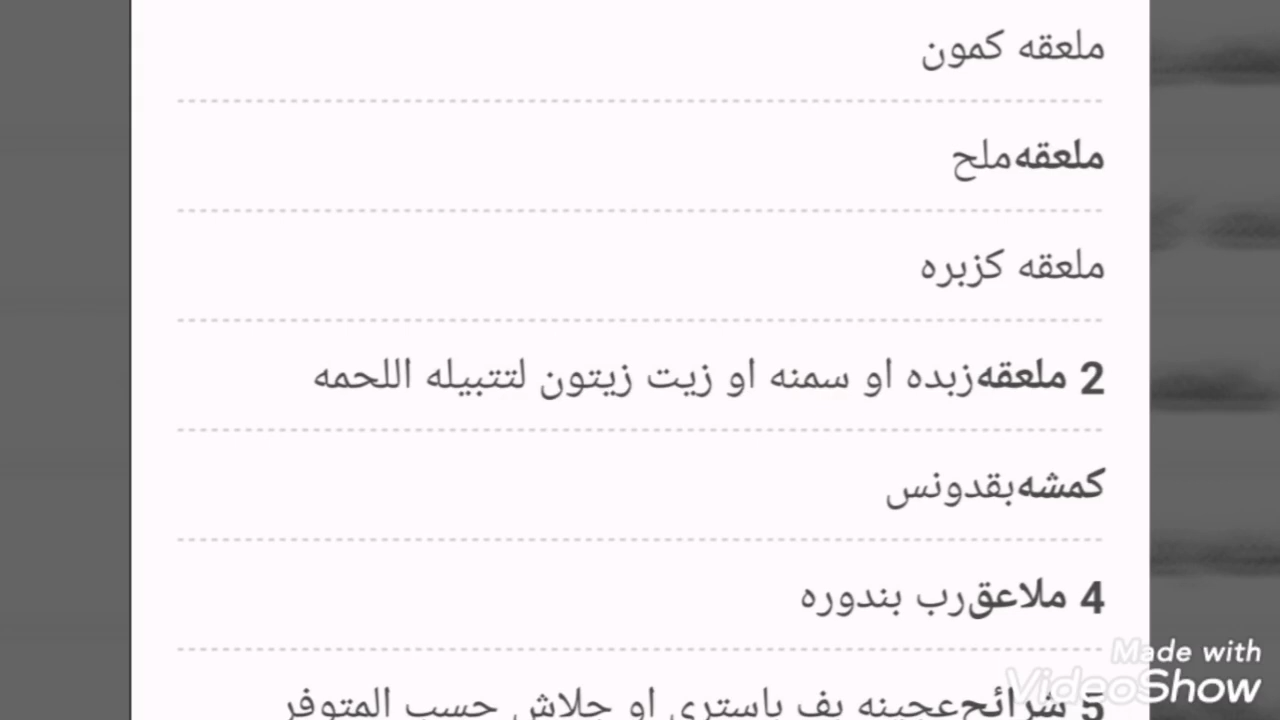 ملعقه كمون
ملعقهملح
ملعقه كزبره
2 ملعقهزبده او سمنه او زيت زيتون لتتبيله اللحمه
كمشهبقدونس
4 ملاعقرب بندوره
5 شرائحعجينه بف باستري او جلاش حسب المتوفر
Made with
VideoShow